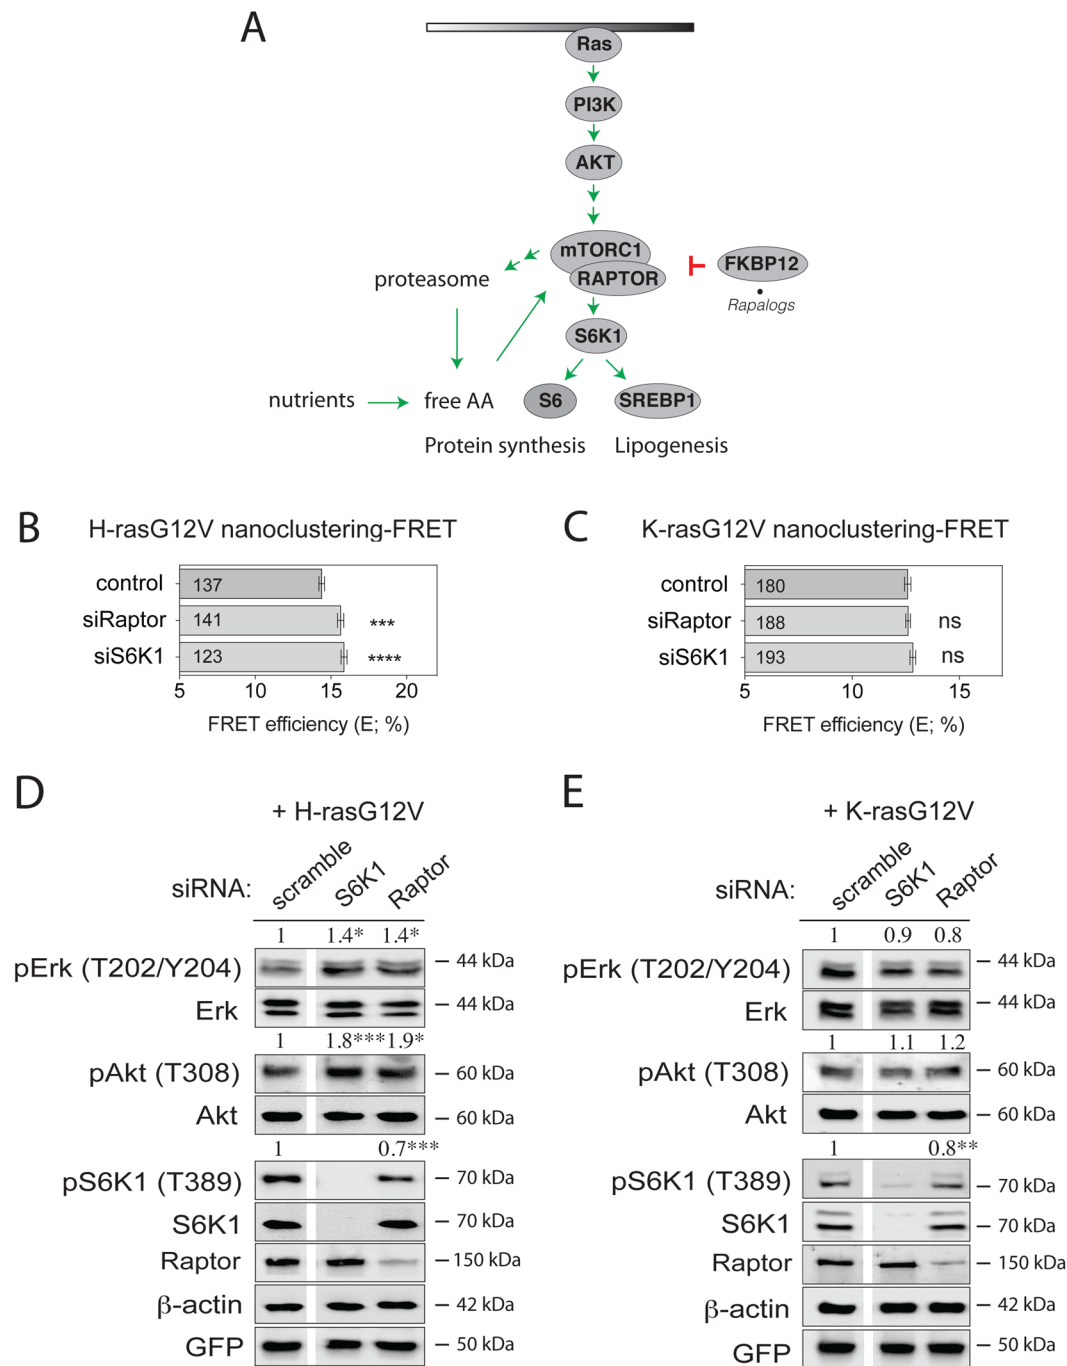 A
Ras
PI3K
AKT
mTORC1
RAPTOR
FKBP12
Rapalogs
proteasome
S6K1
nutrients
free AA
S6
SREBP1
Protein synthesis
Lipogenesis
B
H-rasG12V nanoclustering-FRET
control
137
siRaptor
141
***
siS6K1
123
****
5
10
15
20
FRET efficiency (E; %)
C
K-rasG12V nanoclustering-FRET
control
180
siRaptor
188
ns
siS6K1
193
ns
5
10
15
FRET efficiency (E; %)
D
+ H-rasG12V
siRNA:
scramble
S6K1
Raptor
1 1.4* 1.4*
pErk (T202/Y204)
44 kDa
Erk
44 kDa
1 1.8*** 1.9*
pAkt (T308)
60 kDa
Akt
60 kDa
1 0.7***
pS6K1 (T389)
70 kDa
S6K1
70 kDa
Raptor
150 kDa
β-actin
42 kDa
GFP
50 kDa
E
+ K-rasG12V
siRNA:
scramble
S6K1
Raptor
1 0.9 0.8
pErk (T202/Y204)
44 kDa
Erk
44 kDa
1 1.1 1.2
pAkt (T308)
60 kDa
Akt
60 kDa
1 0.8**
pS6K1 (T389)
70 kDa
S6K1
70 kDa
Raptor
150 kDa
β-actin
42 kDa
GFP
50 kDa